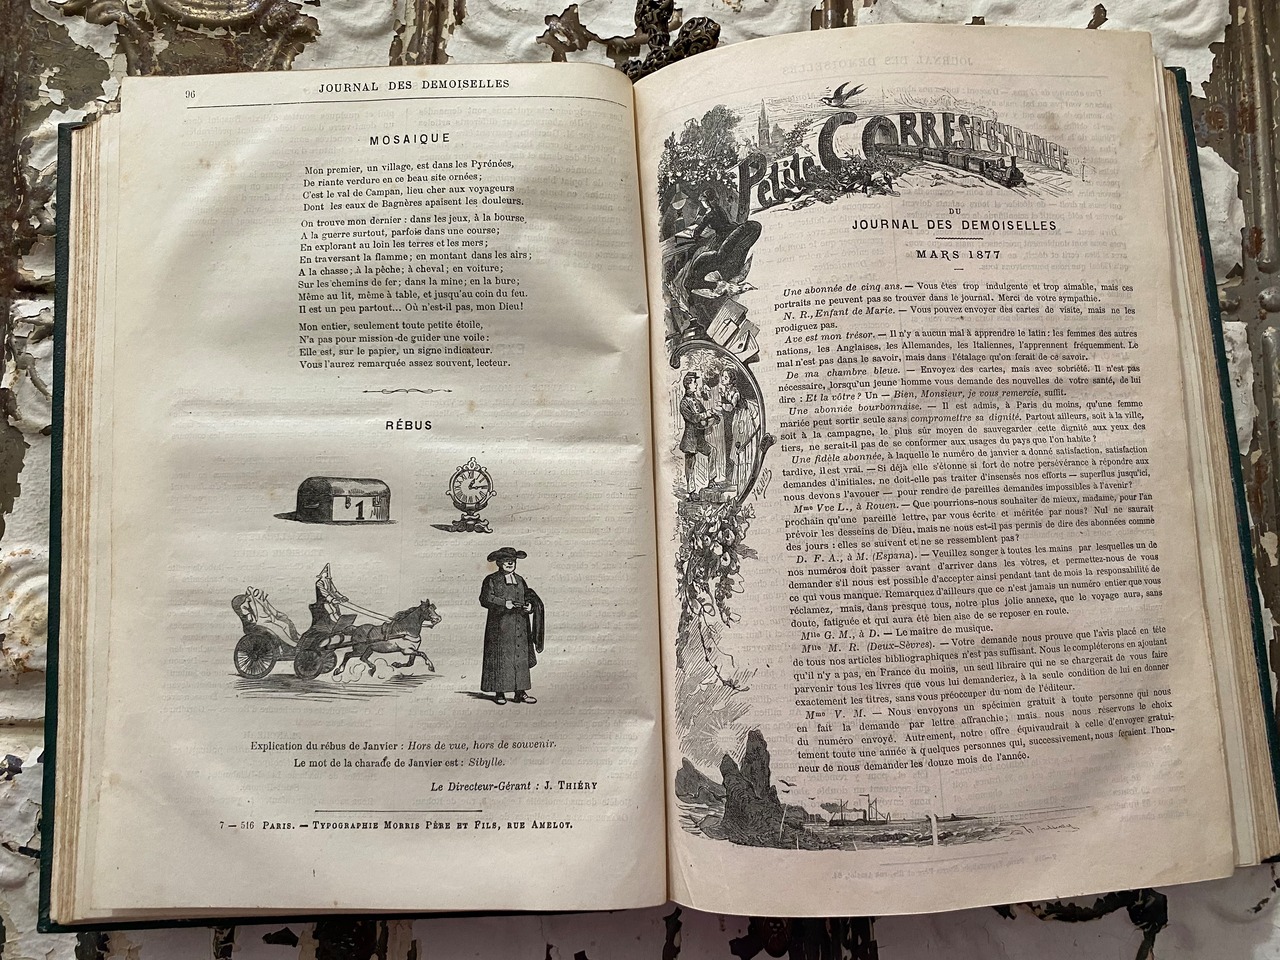 96
JOURNAL DES DEMOISELLES
MOSAIQUE
Mon premier, un village, est dans les Pyrénées,
De riante verdure en ce beau site ornées;
C'est le val de Campan, lieu cher aux voyageurs
Dont les eaux de Bagnères apaisent les douleurs.
On trouve mon dernier : dans les jeux, à la bourse,
A la guerre surtout, parfois dans une course;
En explorant au loin les terres et les mers;
En traversant la flamme; en montant dans les airs;
A la chasse; à la pêche; à cheval; en voiture;
Sur les chemins de fer; dans la mine; en la bure;
Même au lit, même à table, et jusqu'au coin du feu.
Il est un peu partout... Où n'est-il pas, mon Dieu!
Mon entier, seulement toute petite étoile,
N'a pas pour mission de guider une voile :
Elle est, sur le papier, un signe indicateur.
Vous l'aurez remarquée assez souvent, lecteur.
RÉBUS
1
SON
Explication du rébus de Janvier : Hors de vue, hors de souvenir.
Le mot de la charade de Janvier est : Sibylle.
Le Directeur-Gérant : J. THIÉRY
7 — 516 PARIS. — TYPOGRAPHIE MORRIS PÈRE ET FILS, RUE AMELOT.
Petite CORRESPONDANCE
DU
JOURNAL DES DEMOISELLES
MARS 1877
Une abonnée de cinq ans. — Vous êtes trop indulgente et trop aimable, mais ces
portraits ne peuvent pas se trouver dans le journal. Merci de votre sympathie.
N. R., Enfant de Marie. — Vous pouvez envoyer des cartes de visite, mais ne les
prodiguez pas.
Ave est mon trésor. — Il n'y a aucun mal à apprendre le latin : les femmes des autres
nations, les Anglaises, les Allemandes, les Italiennes, l'apprennent fréquemment. Le
mal n'est pas dans le savoir, mais dans l'étalage qu'on ferait de ce savoir.
De ma chambre bleue. — Envoyez des cartes, mais avec sobriété. Il n'est pas
nécessaire, lorsqu'un jeune homme vous demande des nouvelles de votre santé, de lui
dire : Et la vôtre? Un — Bien, Monsieur, je vous remercie, suffit.
Une abonnée bourbonnaise. — Il est admis, à Paris du moins, qu'une femme
mariée peut sortir seule sans compromettre sa dignité. Partout ailleurs, soit à la ville,
soit à la campagne, le plus sûr moyen de sauvegarder cette dignité aux yeux des
tiers, ne serait-il pas de se conformer aux usages du pays que l'on habite?
Une fidèle abonnée, à laquelle le numéro de janvier a donné satisfaction, satisfaction
tardive, il est vrai. — Si déjà elle s'étonne si fort de notre persévérance à répondre aux
demandes d'initiales, ne doit-elle pas traiter d'insensés nos efforts — superflus jusqu'ici,
nous devons l'avouer — pour rendre de pareilles demandes impossibles à l'avenir?
Mme Vve L., à Rouen. — Que pourrions-nous souhaiter de mieux, madame, pour l'an
prochain qu'une pareille lettre, par vous écrite et méritée par nous? Nul ne saurait
prévoir les desseins de Dieu, mais ne nous est-il pas permis de dire des abonnées comme
des jours : elles se suivent et ne se ressemblent pas?
D. F. A., à M. (Espana). — Veuillez songer à toutes les mains par lesquelles un de
nos numéros doit passer avant d'arriver dans les vôtres, et permettez-nous de vous
demander s'il nous est possible d'accepter ainsi pendant tant de mois la responsabilité de
ce qui vous manque. Remarquez d'ailleurs que ce n'est jamais un numéro entier que vous
réclamez, mais, dans presque tous, notre plus jolie annexe, que le voyage aura, sans
doute, fatiguée et qui aura été bien aise de se reposer en route.
Mlle G. M., à D. — Le maître de musique.
Mlle M. R. (Deux-Sèvres). — Votre demande nous prouve que l'avis placé en tête
de tous nos articles bibliographiques n'est pas suffisant. Nous le complèterons en ajoutant
qu'il n'y a pas, en France du moins, un seul libraire qui ne se chargerait de vous faire
parvenir tous les livres que vous lui demanderiez, à la seule condition de lui en donner
exactement les titres, sans vous préoccuper du nom de l'éditeur.
Mme V. M. — Nous envoyons un spécimen gratuit à toute personne qui nous
en fait la demande par lettre affranchie; mais nous nous réservons le choix
du numéro envoyé. Autrement, notre offre équivaudrait à celle d'envoyer gratui-
tement toute une année à quelques personnes qui, successivement, nous feraient l'hon-
neur de nous demander les douze mois de l'année.